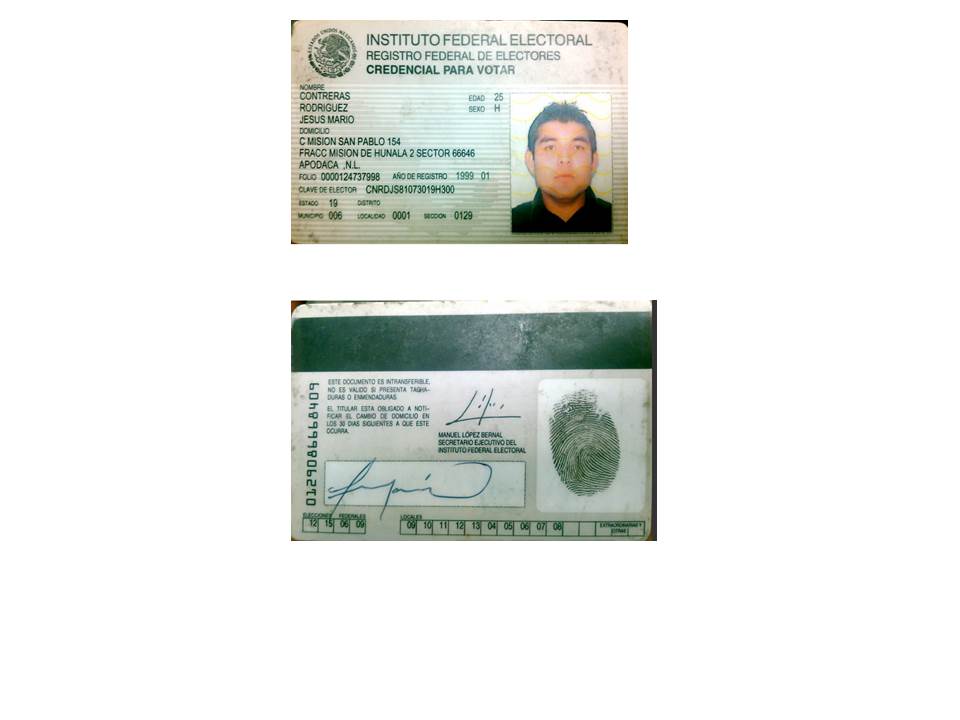 ESTADOS UNIDOS MEXICANOS
INSTITUTO FEDERAL ELECTORAL
REGISTRO FEDERAL DE ELECTORES
CREDENCIAL PARA VOTAR
NOMBRE
CONTRERAS
RODRIGUEZ
JESUS MARIO
EDAD 25
SEXO H
DOMICILIO
C MISION SAN PABLO 154
FRACC MISION DE HUNALA 2 SECTOR 66646
APODACA ,N.L.
FOLIO 0000124737998 AÑO DE REGISTRO 1999 01
CLAVE DE ELECTOR CNRDJS81073019H300
ESTADO 19 DISTRITO
MUNICIPIO 006 LOCALIDAD 0001 SECCION 0129
0129086668409
ESTE DOCUMENTO ES INTRANSFERIBLE,
NO ES VALIDO SI PRESENTA TACHA-
DURAS O ENMENDADURAS
EL TITULAR ESTA OBLIGADO A NOTI-
FICAR EL CAMBIO DE DOMICILIO EN
LOS 30 DIAS SIGUIENTES A QUE ESTE
OCURRA.
MANUEL LÓPEZ BERNAL
SECRETARIO EJECUTIVO DEL
INSTITUTO FEDERAL ELECTORAL
ELECCIONES FEDERALES
12 15 06 09
LOCALES
09 10 11 12 13 04 05 06 07 08
EXTRAORDINARIAS Y
OTRAS